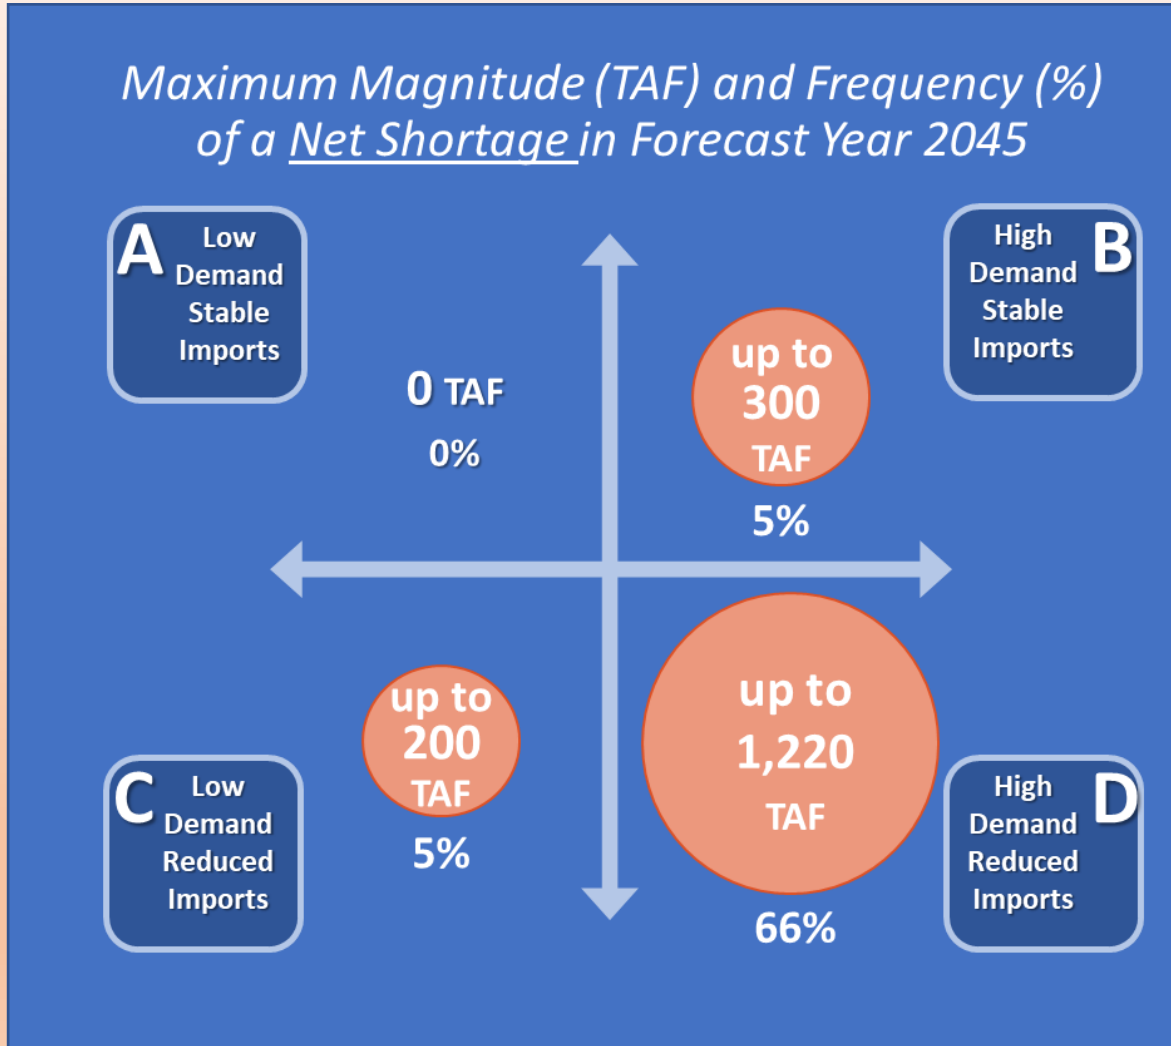 Maximum Magnitude (TAF) and Frequency (%)
of a Net Shortage in Forecast Year 2045
A
Low
Demand
Stable
Imports
B
High
Demand
Stable
Imports
0 TAF
0%
up to
300
TAF
5%
C
Low
Demand
Reduced
Imports
up to
200
TAF
5%
up to
1,220
TAF
66%
D
High
Demand
Reduced
Imports